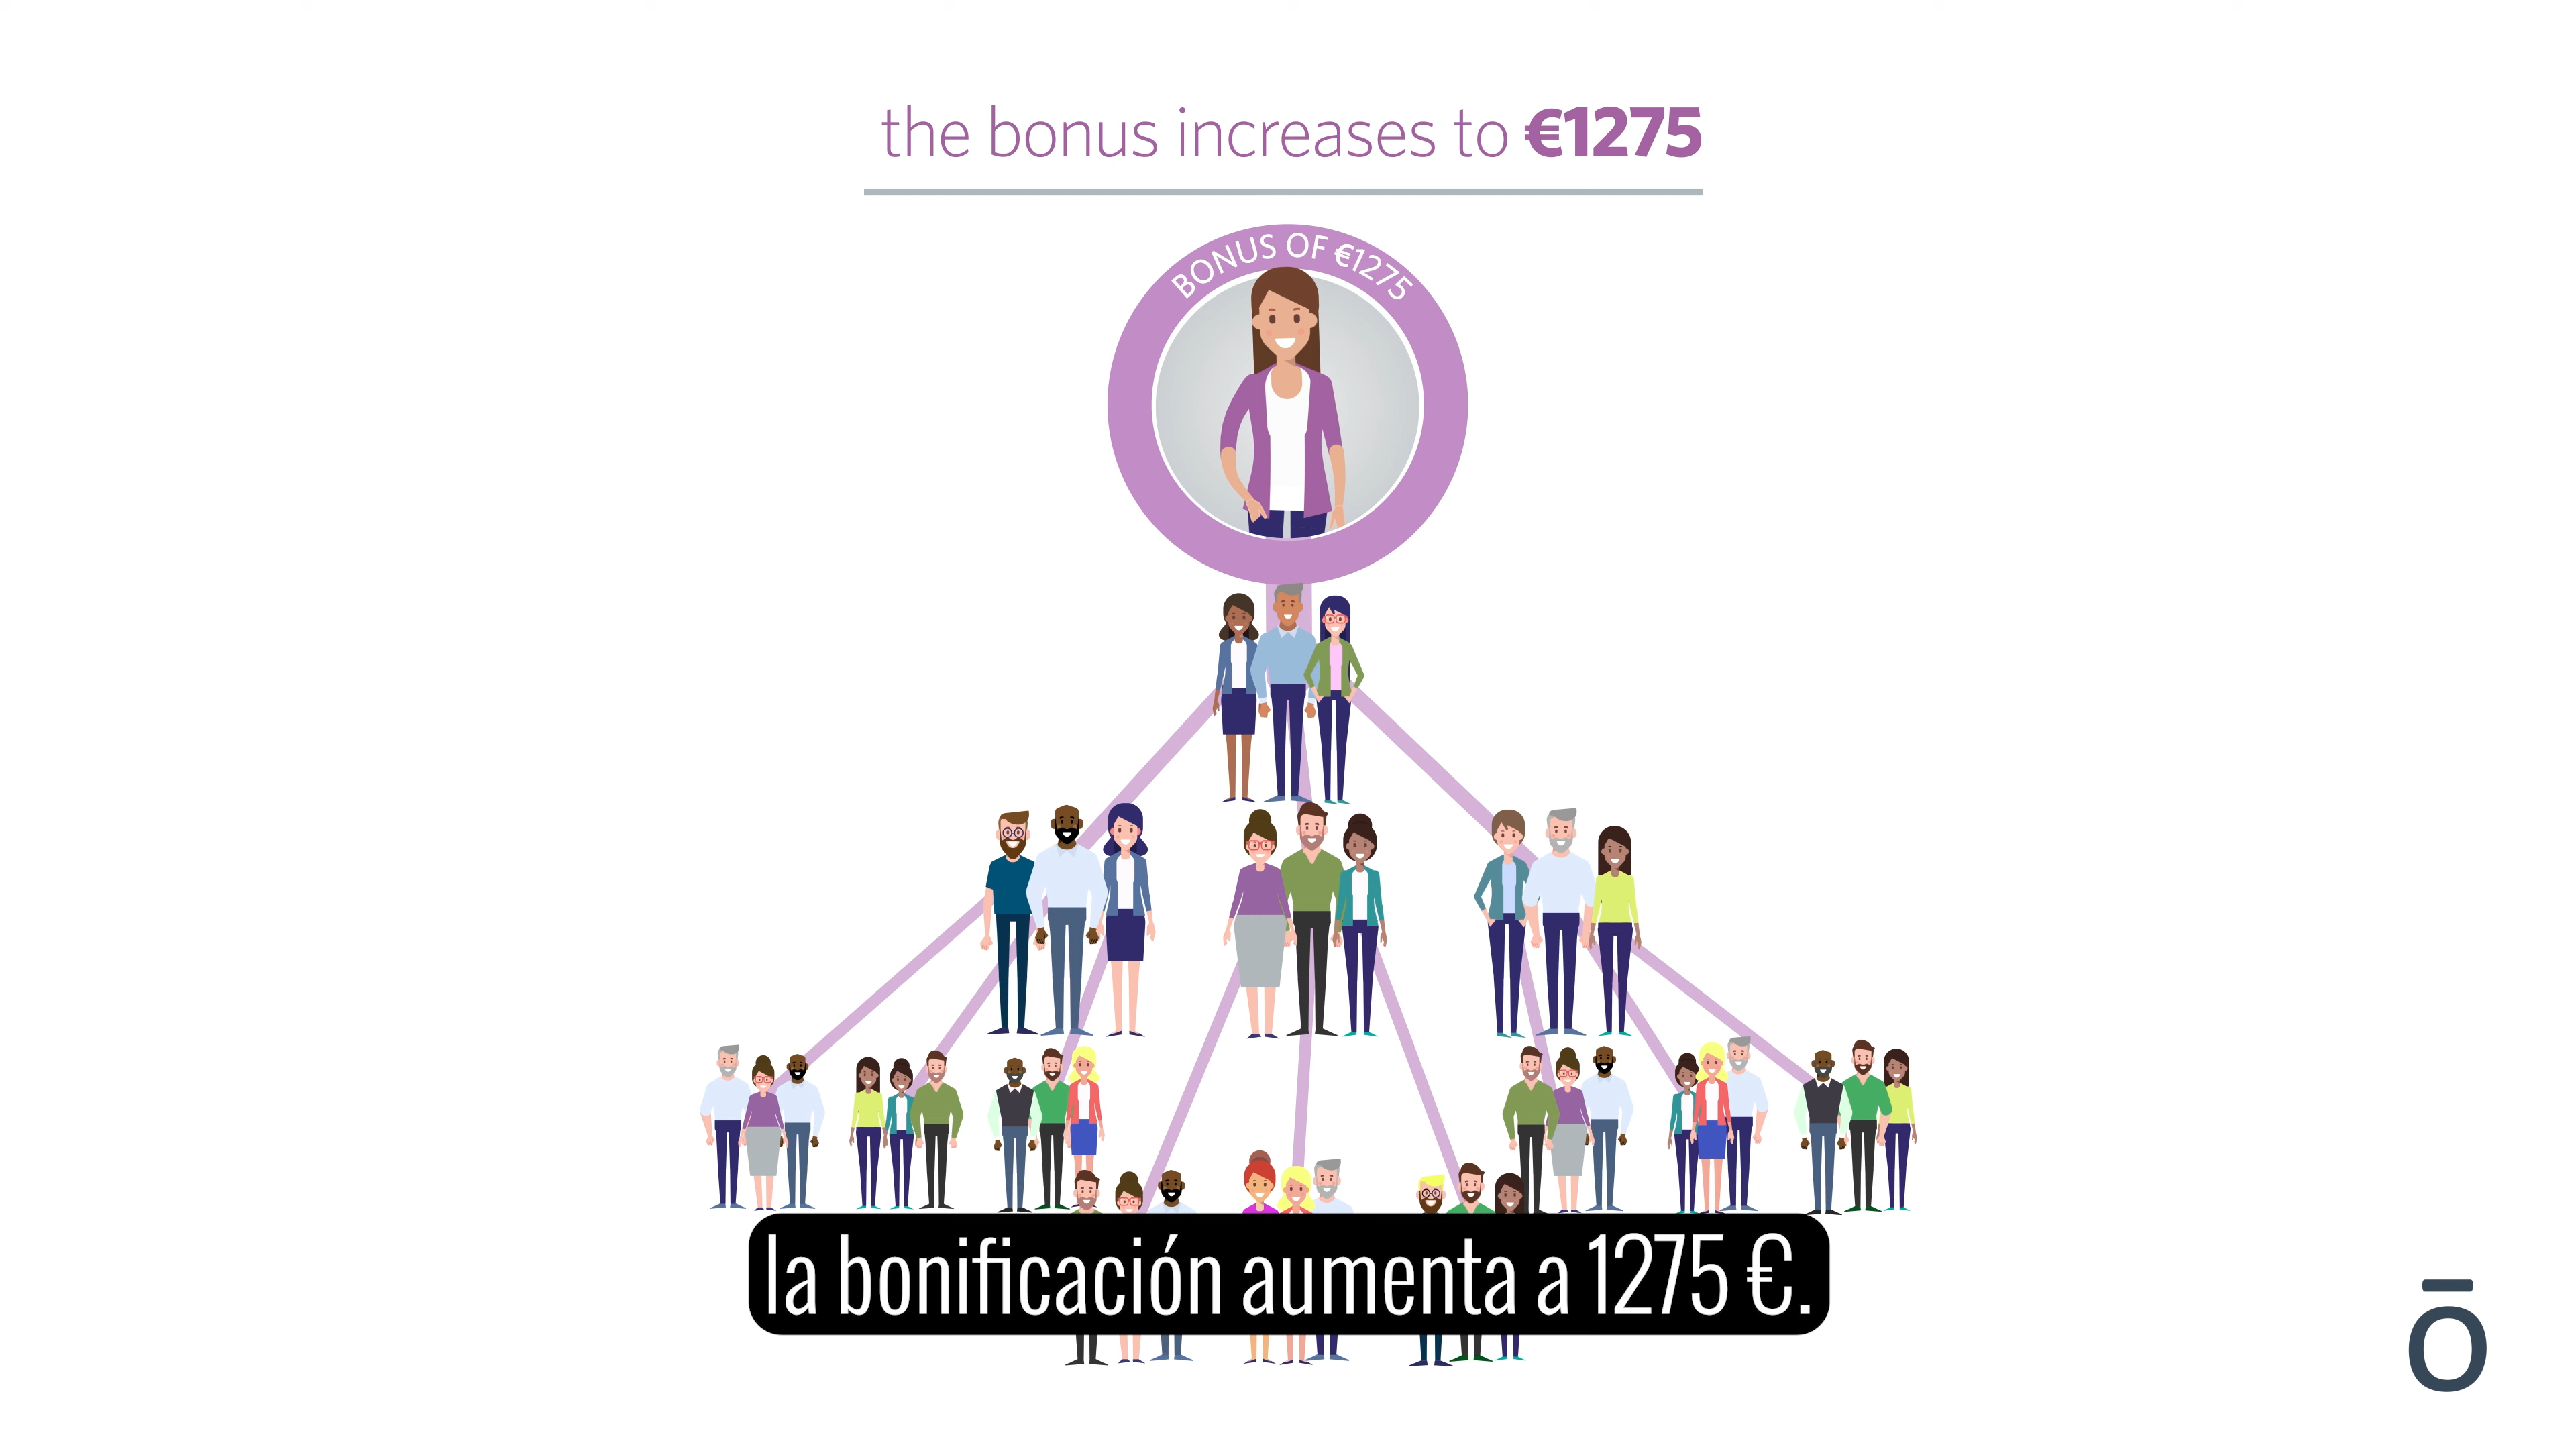 the bonus increases to €1275
BONUS OF €1275
la bonificación aumenta a 1275 €.
ō